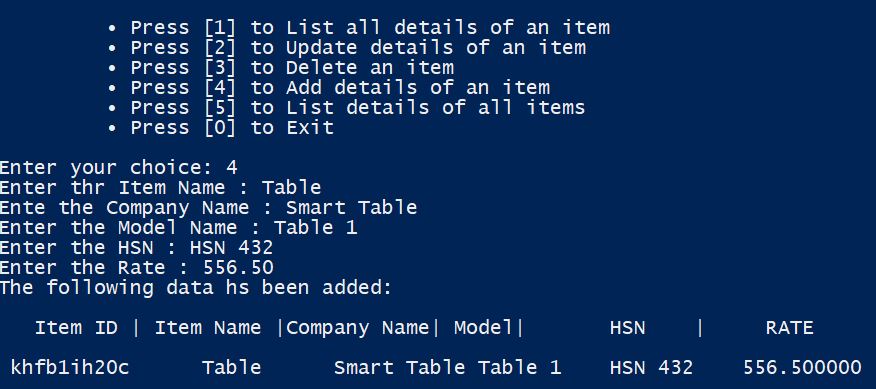 • Press [1] to List all details of an item
• Press [2] to Update details of an item
• Press [3] to Delete an item
• Press [4] to Add details of an item
• Press [5] to List details of all items
• Press [0] to Exit
Enter your choice: 4
Enter thr Item Name : Table
Ente the Company Name : Smart Table
Enter the Model Name : Table 1
Enter the HSN : HSN 432
Enter the Rate : 556.50
The following data hs been added:
Item ID | Item Name |Company Name| Model| HSN | RATE
khfb1ih20c Table Smart Table Table 1 HSN 432 556.500000